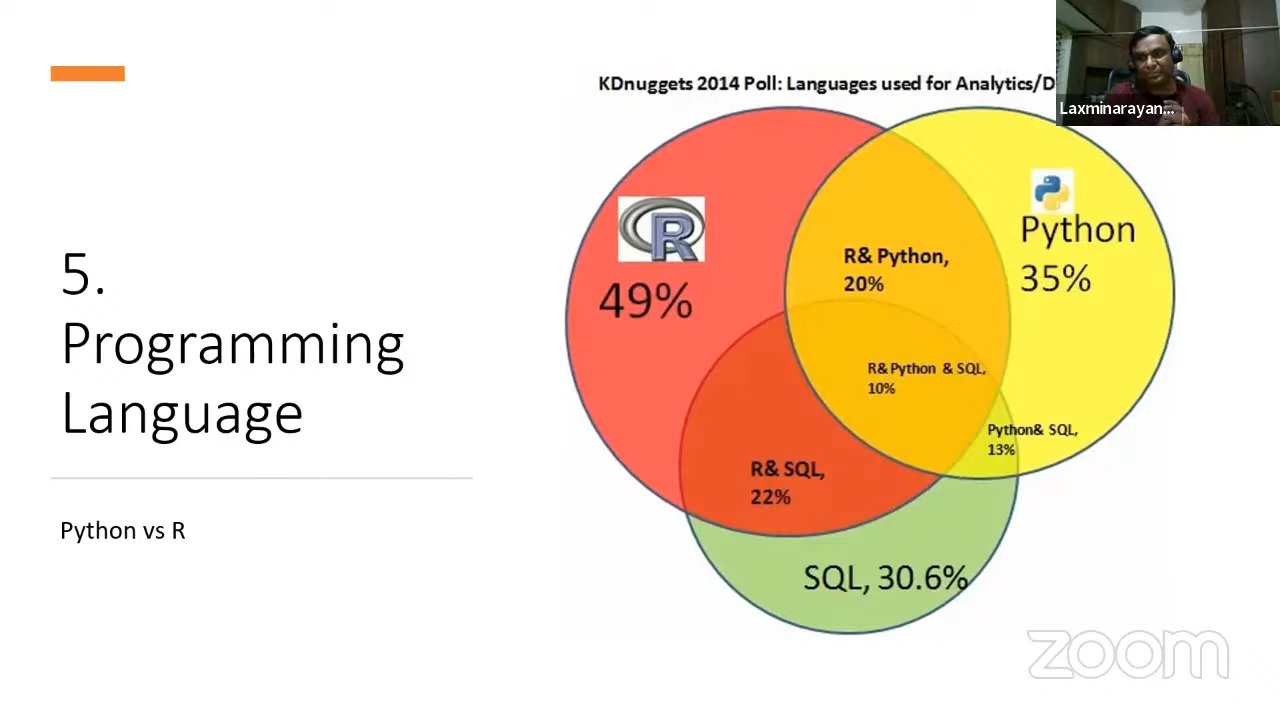 KDnuggets 2014 Poll: Languages used for Analytics/D
Laxminarayan...
5.
Programming
Language
Python vs R
R
49%
Python
35%
R& Python,
20%
R& Python & SQL,
10%
Python& SQL,
13%
R& SQL,
22%
SQL, 30.6%
zoom